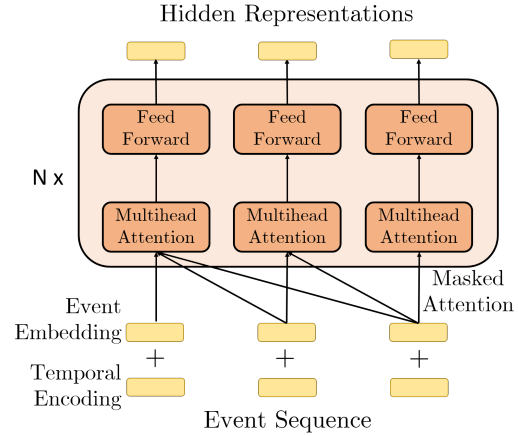 Hidden Representations
Feed
Forward
Feed
Forward
Feed
Forward
N x
Multihead
Attention
Multihead
Attention
Multihead
Attention
Masked
Attention
Event
Embedding
+
+
+
Temporal
Encoding
Event Sequence